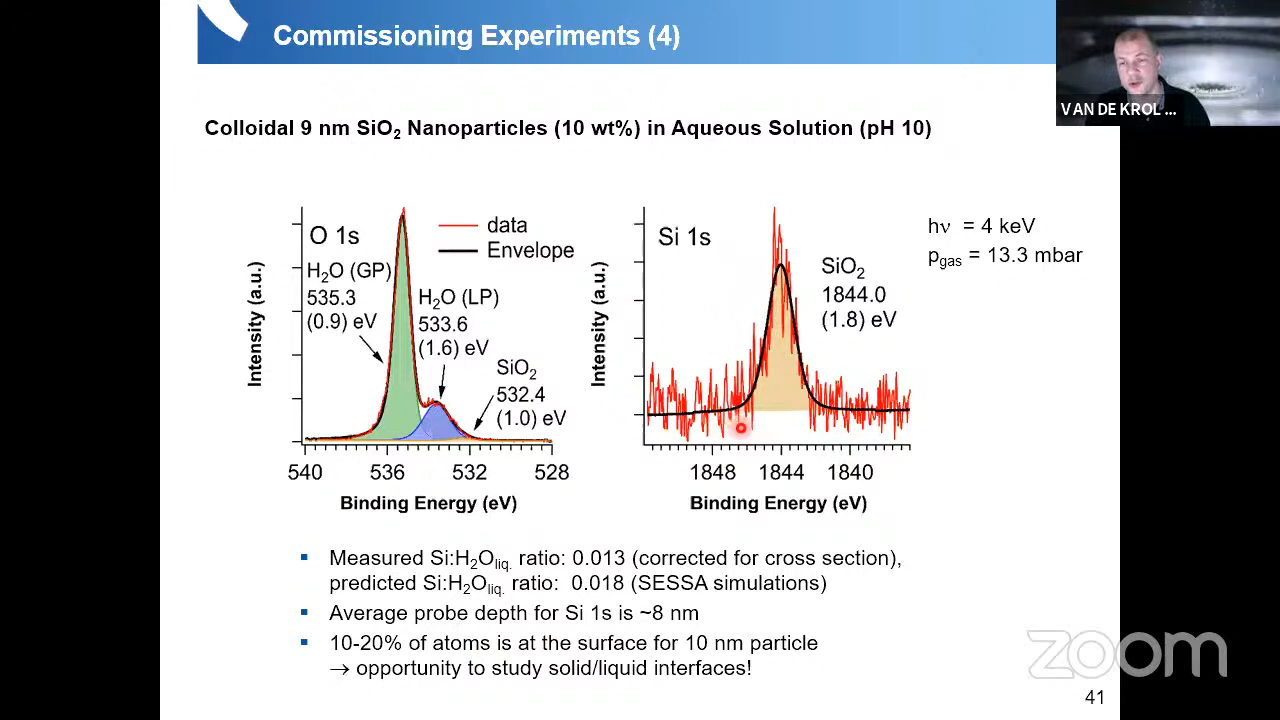 Commissioning Experiments (4)
VAN DE KROL ...
Colloidal 9 nm SiO₂ Nanoparticles (10 wt%) in Aqueous Solution (pH 10)
Intensity (a.u.)
O 1s
data
Envelope
H₂O (GP)
535.3
(0.9) eV
H₂O (LP)
533.6
(1.6) eV
SiO₂
532.4
(1.0) eV
540 536 532 528
Binding Energy (eV)
Intensity (a.u.)
Si 1s
SiO₂
1844.0
(1.8) eV
1848 1844 1840
Binding Energy (eV)
hν = 4 keV
p_gas = 13.3 mbar
▪ Measured Si:H₂O_liq. ratio: 0.013 (corrected for cross section),
predicted Si:H₂O_liq. ratio: 0.018 (SESSA simulations)
▪ Average probe depth for Si 1s is ~8 nm
▪ 10-20% of atoms is at the surface for 10 nm particle
→ opportunity to study solid/liquid interfaces!
zoom
41